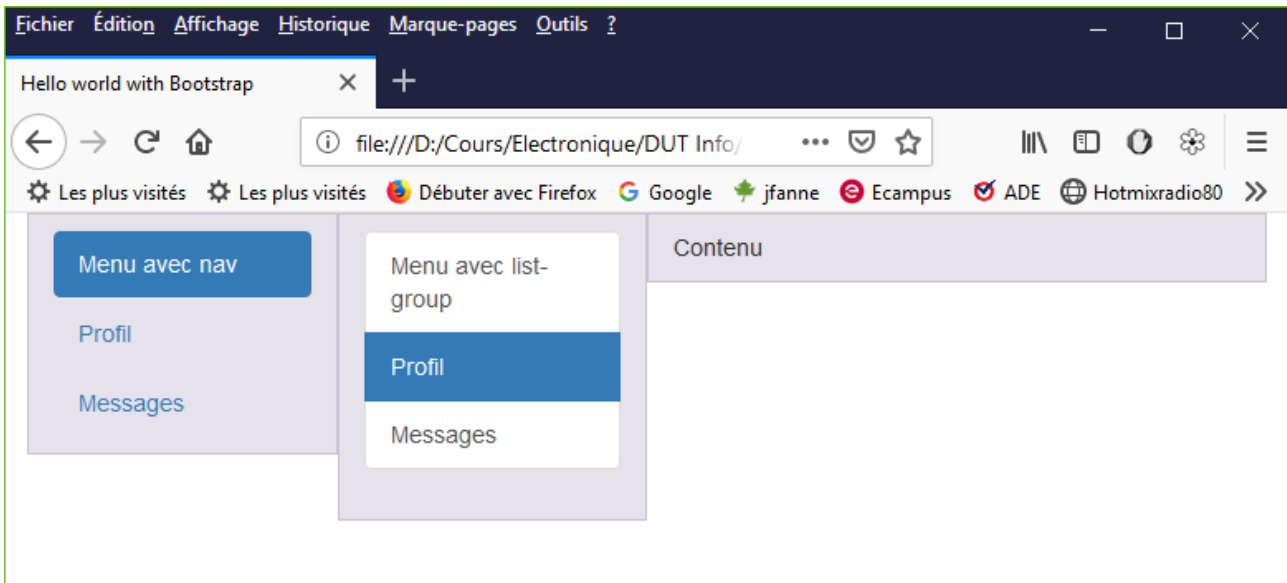 Fichier Édition Affichage Historique Marque-pages Outils ?
Hello world with Bootstrap
file:///D:/Cours/Electronique/DUT Info/
Les plus visités Les plus visités Débuter avec Firefox Google jfanne Ecampus ADE Hotmixradio80
Menu avec nav
Profil
Messages
Menu avec list-
group
Profil
Messages
Contenu